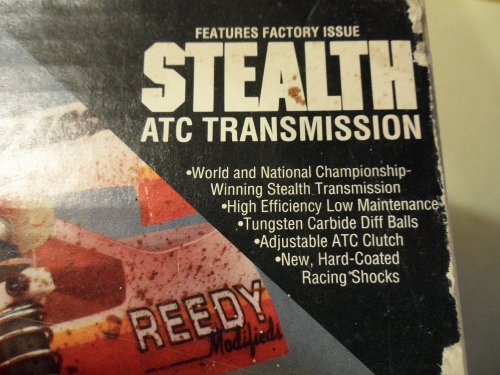 FEATURES FACTORY ISSUE
STEALTH
ATC TRANSMISSION
•World and National Championship-
Winning Stealth Transmission
•High Efficiency Low Maintenance
•Tungsten Carbide Diff Balls
•Adjustable ATC Clutch
•New, Hard-Coated
Racing Shocks
REEDY
Modifieds